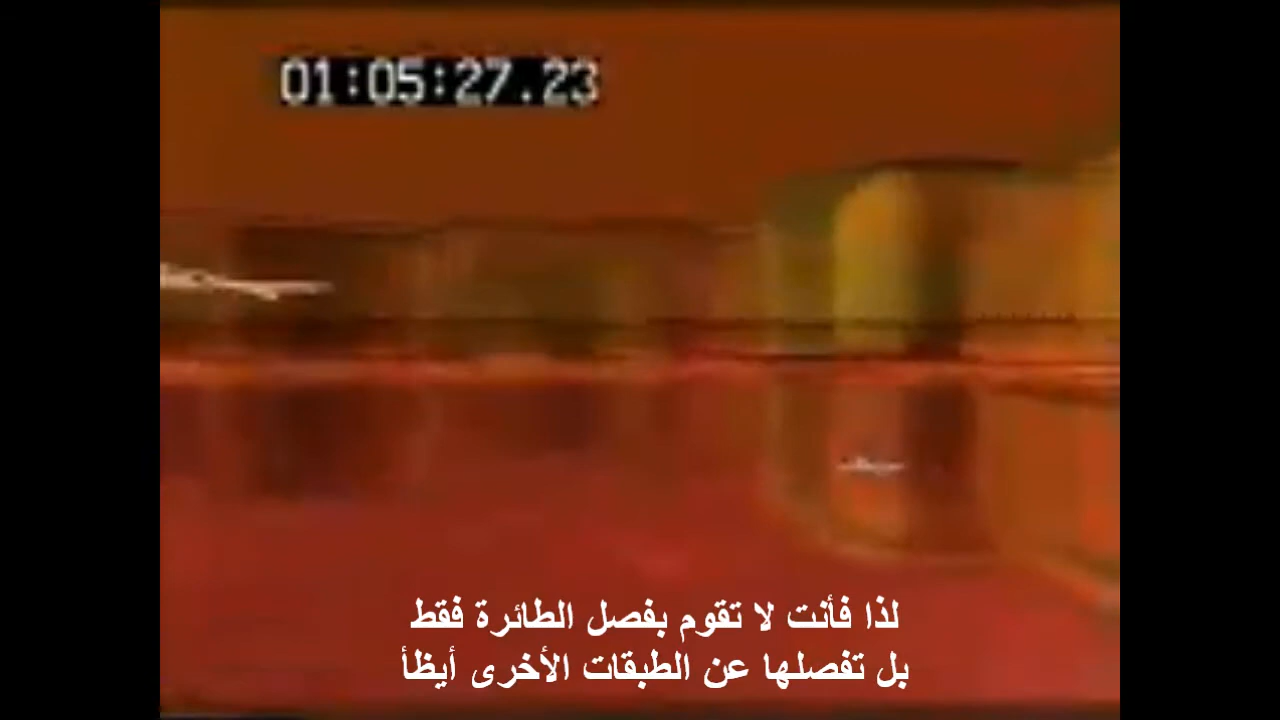 01:05:27.23
لذا فأنت لا تقوم بفصل الطائرة فقط
بل تفصلها عن الطبقات الأخرى أيظأ